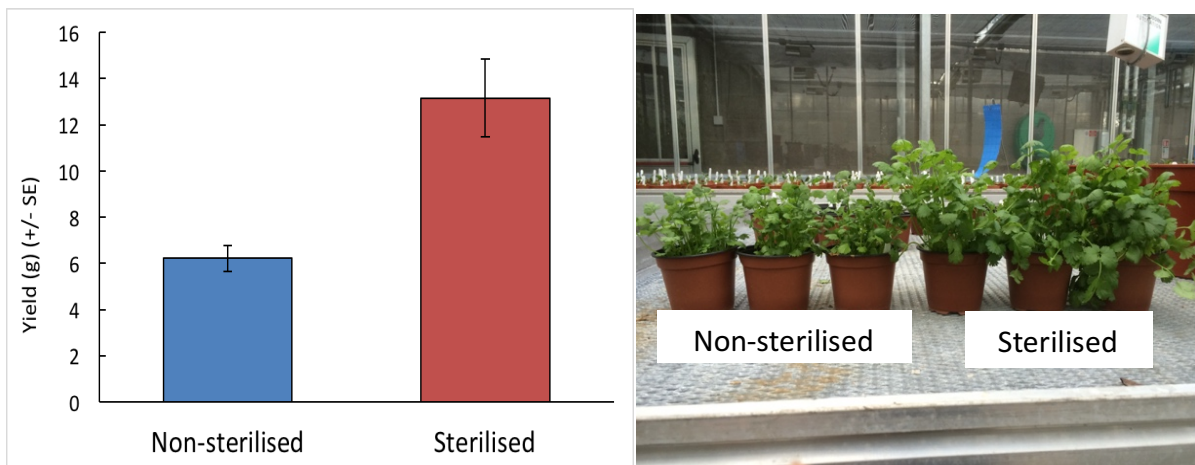 Yield (g) (+/- SE)
16
14
12
10
8
6
4
2
0
Non-sterilised
Sterilised
Non-sterilised
Sterilised